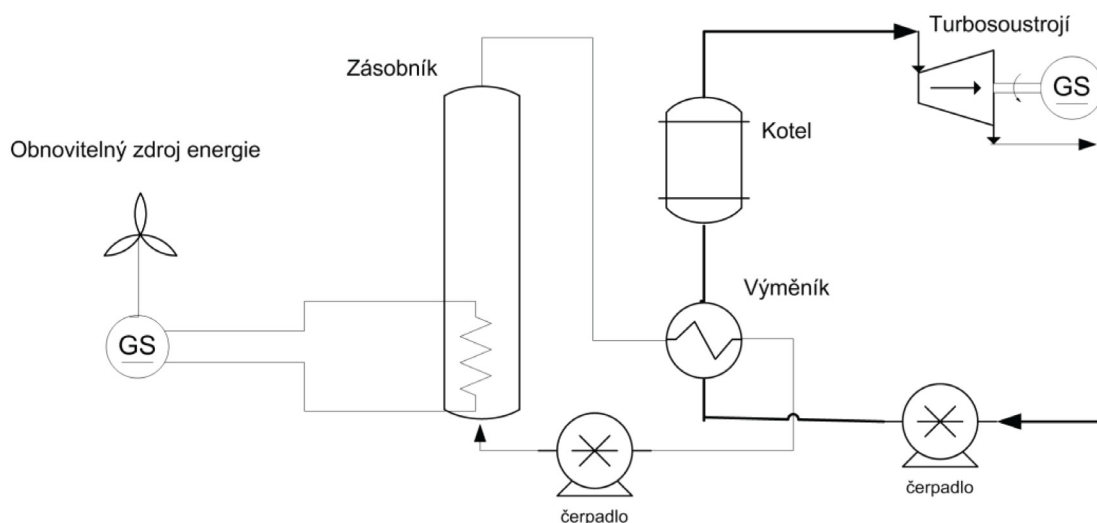 Turbosoustrojí
Zásobník
GS
Kotel
Obnovitelný zdroj energie
Výměník
GS
čerpadlo
čerpadlo